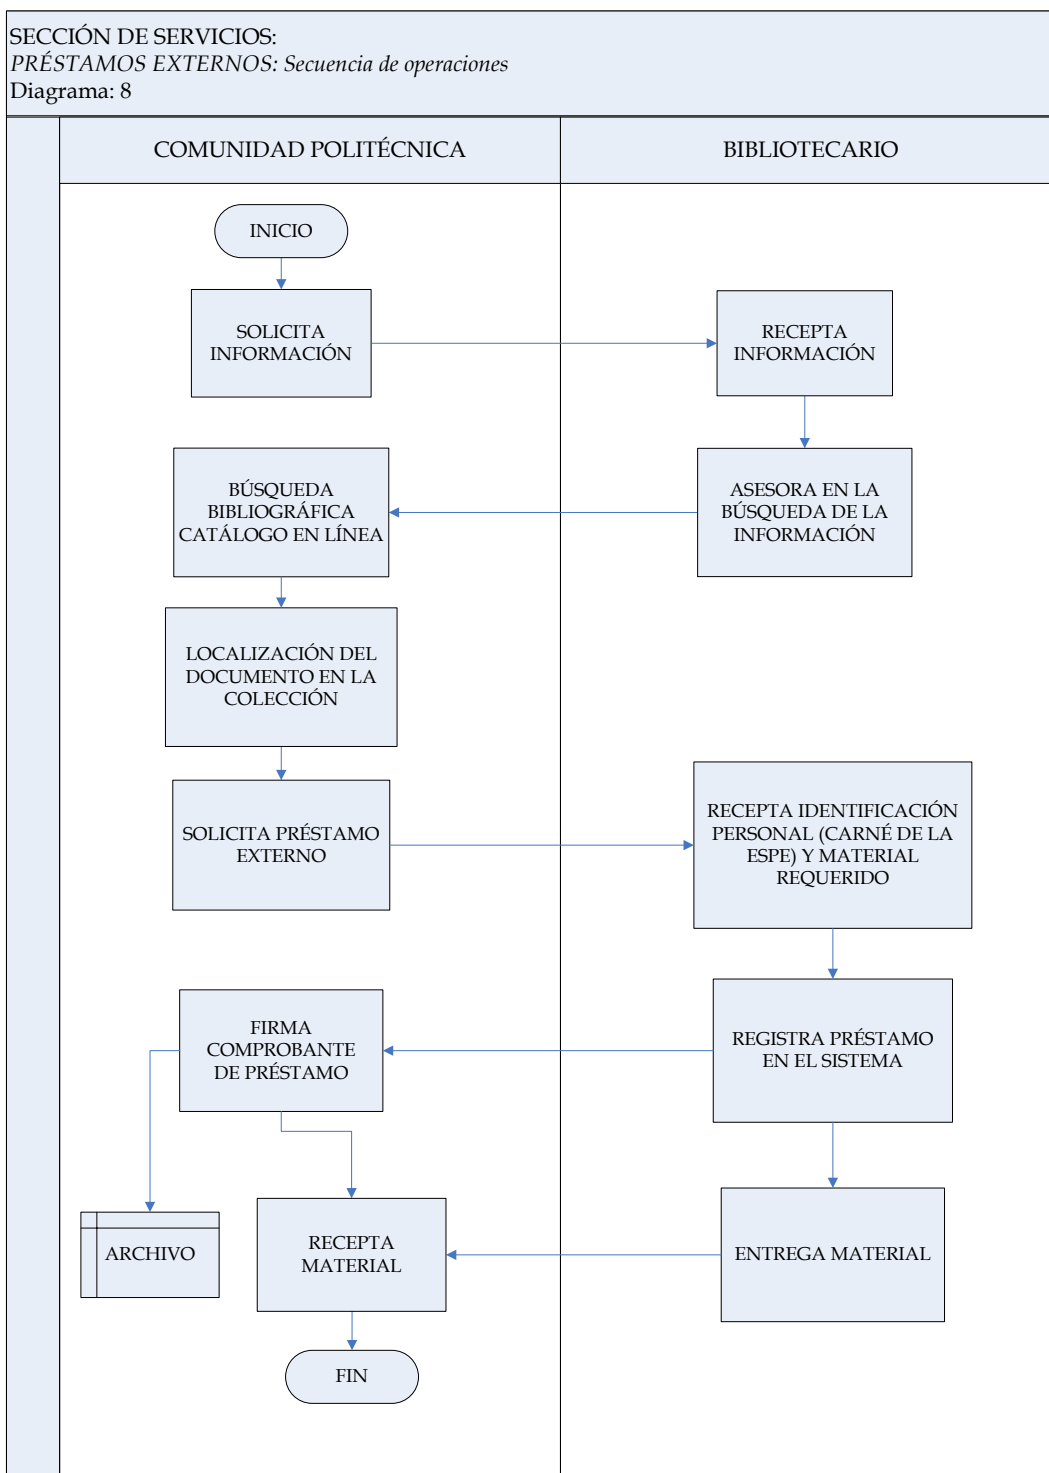 SECCIÓN DE SERVICIOS:
PRÉSTAMOS EXTERNOS: Secuencia de operaciones
Diagrama: 8
COMUNIDAD POLITÉCNICA
BIBLIOTECARIO
INICIO
SOLICITA
INFORMACIÓN
RECEPTA
INFORMACIÓN
BÚSQUEDA
BIBLIOGRÁFICA
CATÁLOGO EN LÍNEA
ASESORA EN LA
BÚSQUEDA DE LA
INFORMACIÓN
LOCALIZACIÓN DEL
DOCUMENTO EN LA
COLECCIÓN
SOLICITA PRÉSTAMO
EXTERNO
RECEPTA IDENTIFICACIÓN
PERSONAL (CARNÉ DE LA
ESPE) Y MATERIAL
REQUERIDO
FIRMA
COMPROBANTE
DE PRÉSTAMO
REGISTRA PRÉSTAMO
EN EL SISTEMA
ARCHIVO
RECEPTA
MATERIAL
ENTREGA MATERIAL
FIN